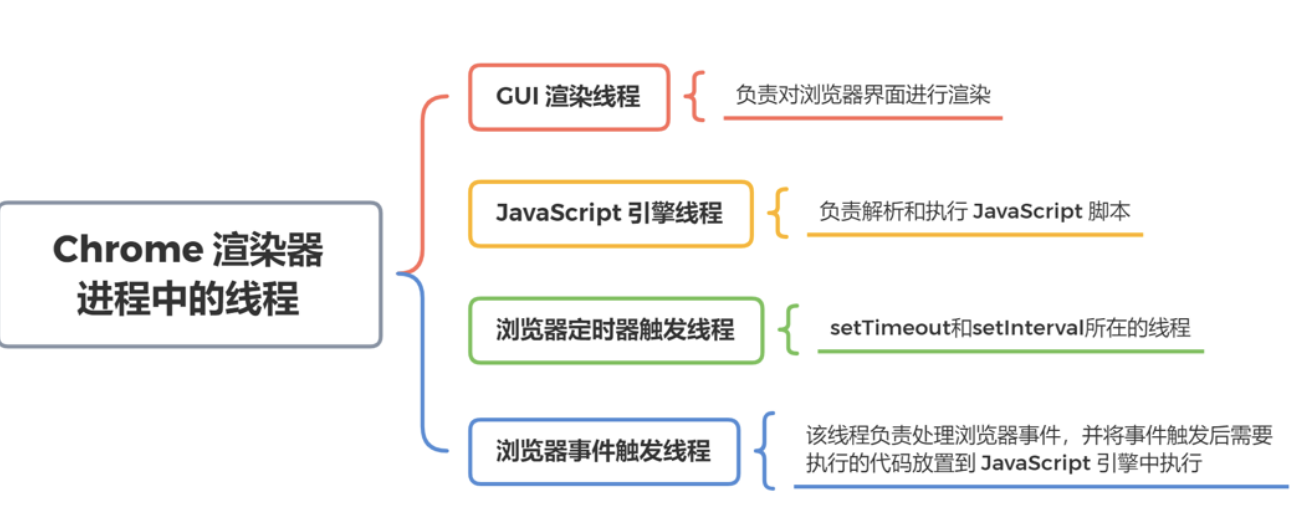 Chrome 渲染器
进程中的线程
GUI 渲染线程
负责对浏览器界面进行渲染
JavaScript 引擎线程
负责解析和执行 JavaScript 脚本
浏览器定时器触发线程
setTimeout和setInterval所在的线程
浏览器事件触发线程
该线程负责处理浏览器事件，并将事件触发后需要
执行的代码放置到 JavaScript 引擎中执行